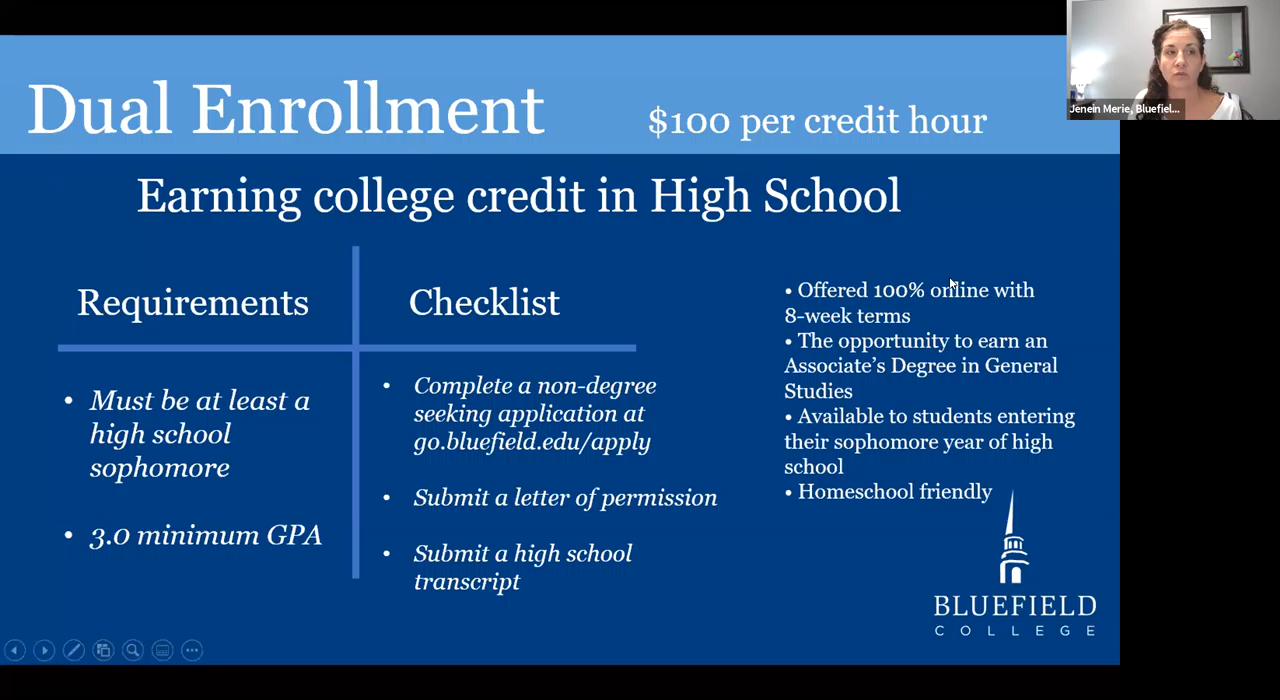 Jenein Merie, Bluefiel...
Dual Enrollment
$100 per credit hour
Earning college credit in High School
Requirements
• Must be at least a
high school
sophomore
• 3.0 minimum GPA
Checklist
• Complete a non-degree
seeking application at
go.bluefield.edu/apply
• Submit a letter of permission
• Submit a high school
transcript
• Offered 100% online with
8-week terms
• The opportunity to earn an
Associate’s Degree in General
Studies
• Available to students entering
their sophomore year of high
school
• Homeschool friendly
BLUEFIELD
COLLEGE